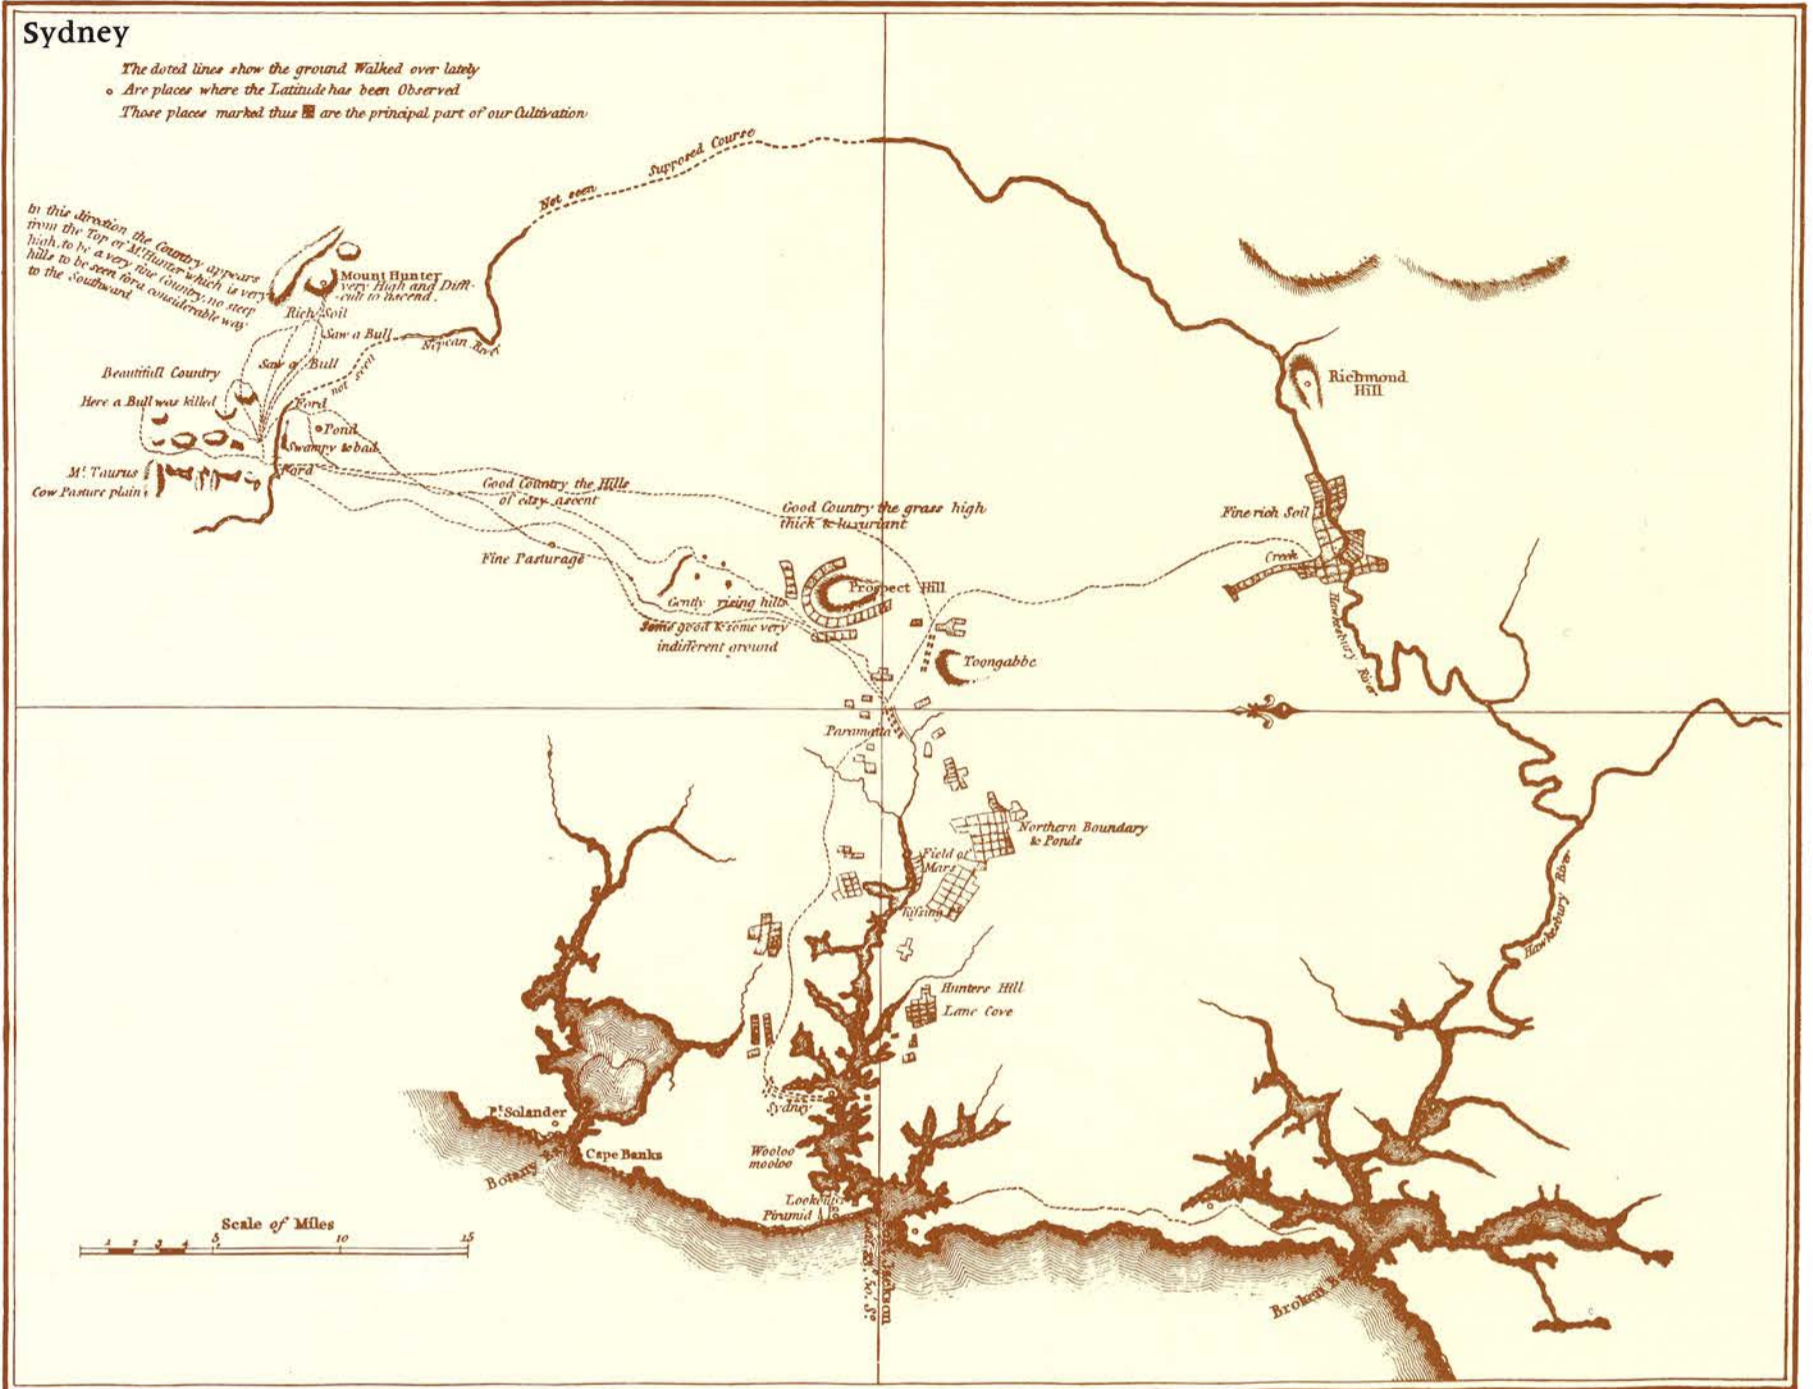 Sydney
The doted lines show the ground Walked over lately
Are places where the Latitude has been Observed
Those places marked thus are the principal part of our Cultivation
Not seen
Supposed Course
In this direction the Country appears
from the Top of Mt. Hunter which is very
high, to be a very fine Country, no steep
hills to be seen for a considerable way
to the Southward
Mount Hunter
very High and Diffi-
-cult to ascend.
Rich Soil
Saw a Bull
Nepean River
Saw a Bull
not seen
Beautifull Country
Here a Bull was killed
Ford
Pond
Swampy & bad
Mt. Taurus
Ford
Cow Pasture plain
Good Country the Hills
of easy ascent
Good Country the grass high
thick & luxuriant
Fine Pasturage
Richmond
Hill
Fine rich Soil
Creek
Hawkesbury River
Prospect Hill
Gently rising hills
Some good & some very
indifferent ground
Toongabbe
Paramatta
Northern Boundary
& Ponds
Field of
Mars
Kissing Pt.
Hunters Hill
Lane Cove
Hawkesbury River
Pt. Solander
Sydney
Cape Banks
Botany Bay
Wooloo
mooloo
Lookout
Piramid
Jackson
Broken
Scale of Miles
1 2 3 4 5 10 15